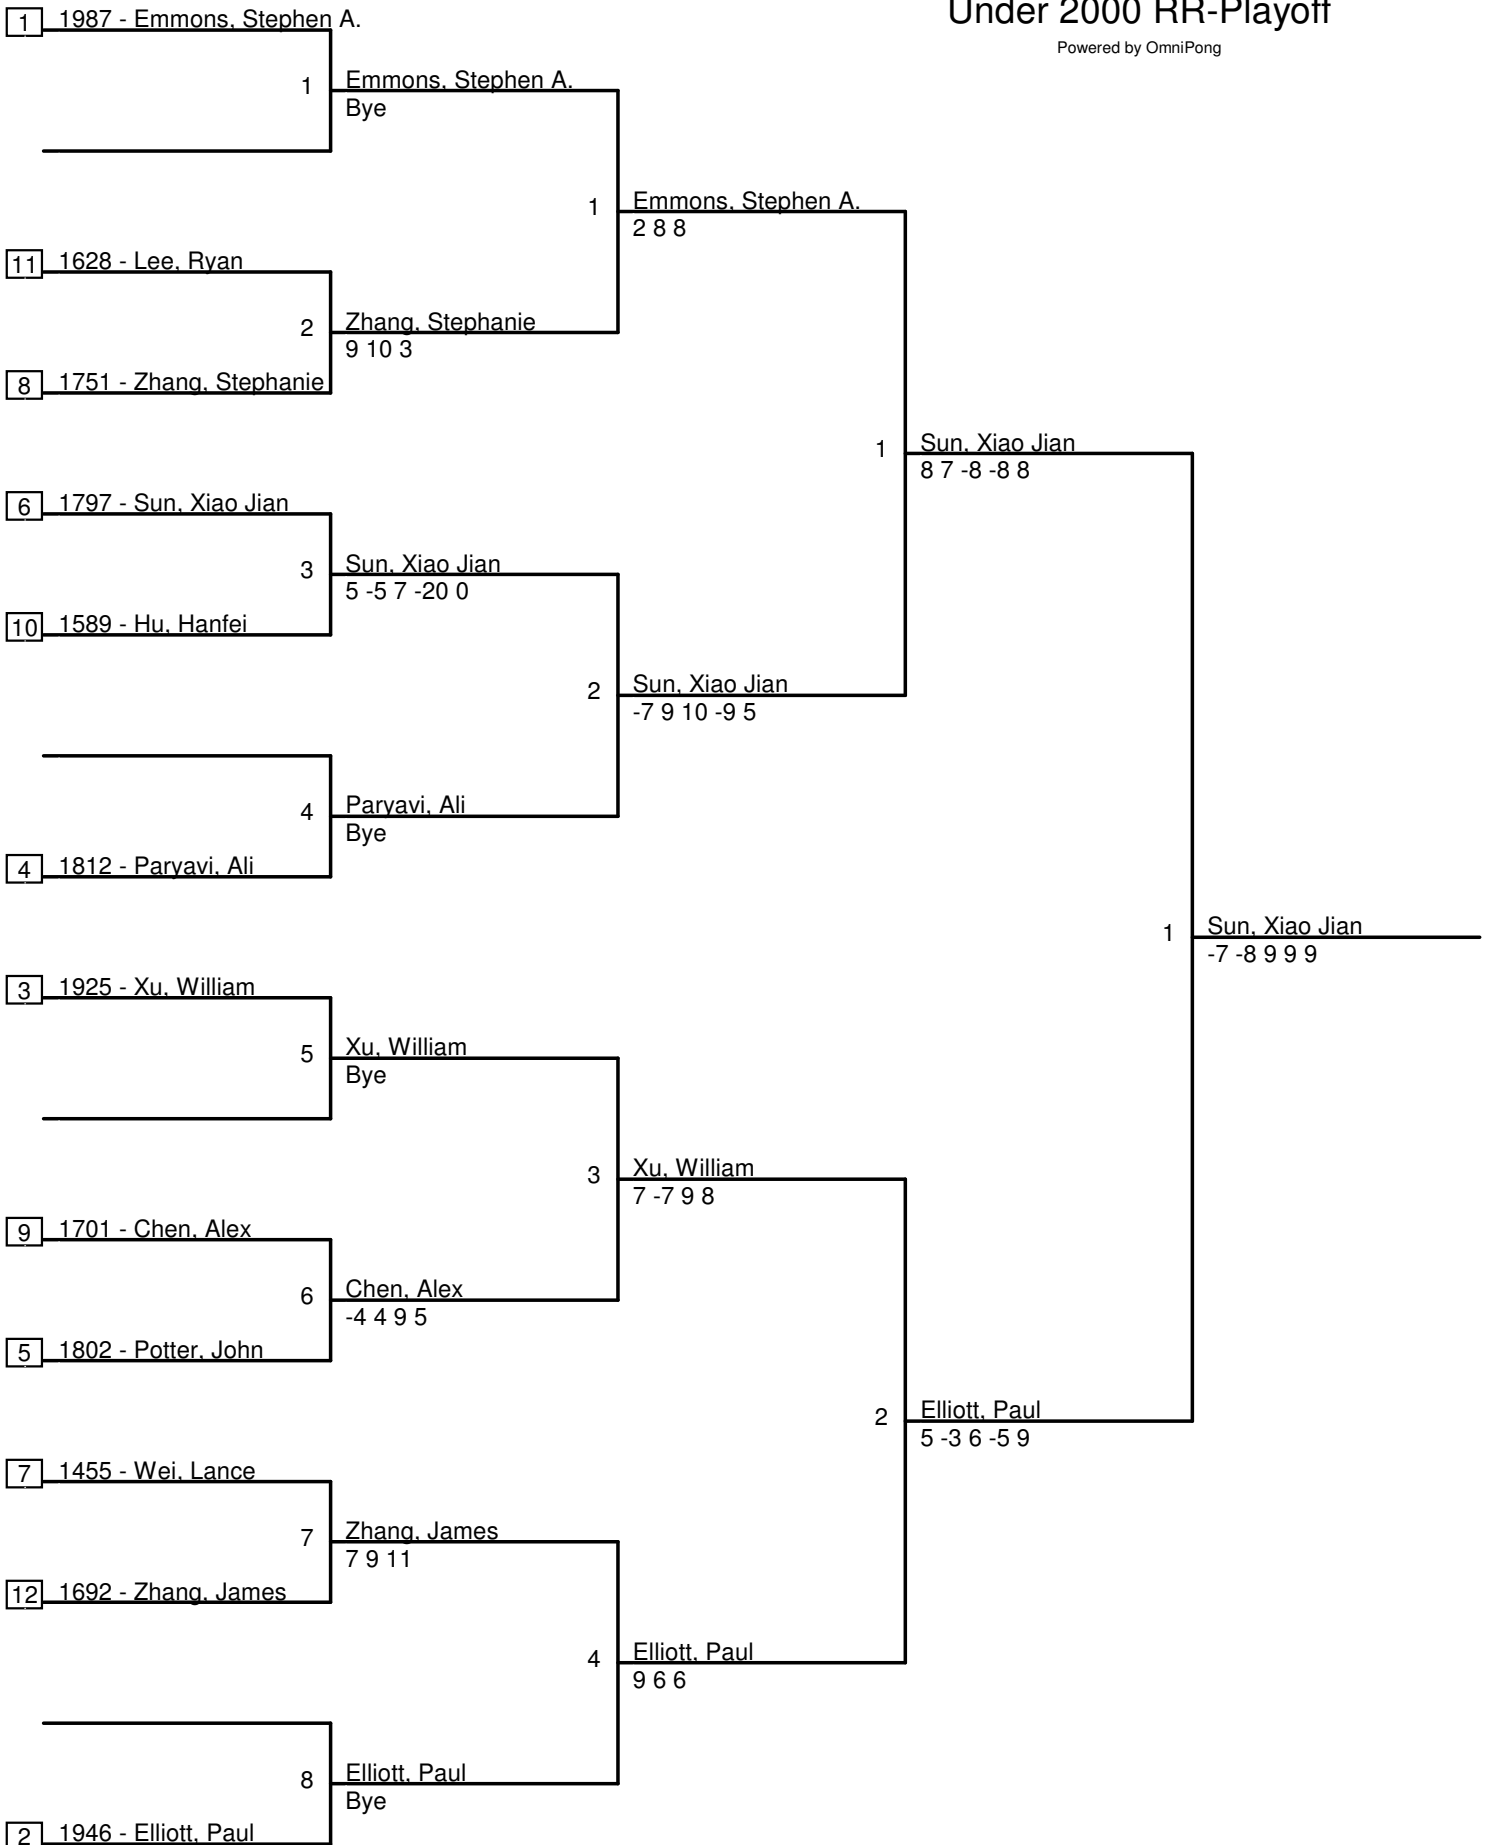 Under 2000 RR-Playoff
Powered by OmniPong
1 1987 - Emmons, Stephen A.
1 Emmons, Stephen A.
Bye
1 Emmons, Stephen A.
2 8 8
11 1628 - Lee, Ryan
2 Zhang, Stephanie
9 10 3
8 1751 - Zhang, Stephanie
1 Sun, Xiao Jian
8 7 -8 -8 8
6 1797 - Sun, Xiao Jian
3 Sun, Xiao Jian
5 -5 7 -20 0
10 1589 - Hu, Hanfei
2 Sun, Xiao Jian
-7 9 10 -9 5
4 Paryavi, Ali
Bye
4 1812 - Paryavi, Ali
1 Sun, Xiao Jian
-7 -8 9 9 9
3 1925 - Xu, William
5 Xu, William
Bye
3 Xu, William
7 -7 9 8
9 1701 - Chen, Alex
6 Chen, Alex
-4 4 9 5
5 1802 - Potter, John
2 Elliott, Paul
5 -3 6 -5 9
7 1455 - Wei, Lance
7 Zhang, James
7 9 11
12 1692 - Zhang, James
4 Elliott, Paul
9 6 6
8 Elliott, Paul
Bye
2 1946 - Elliott, Paul